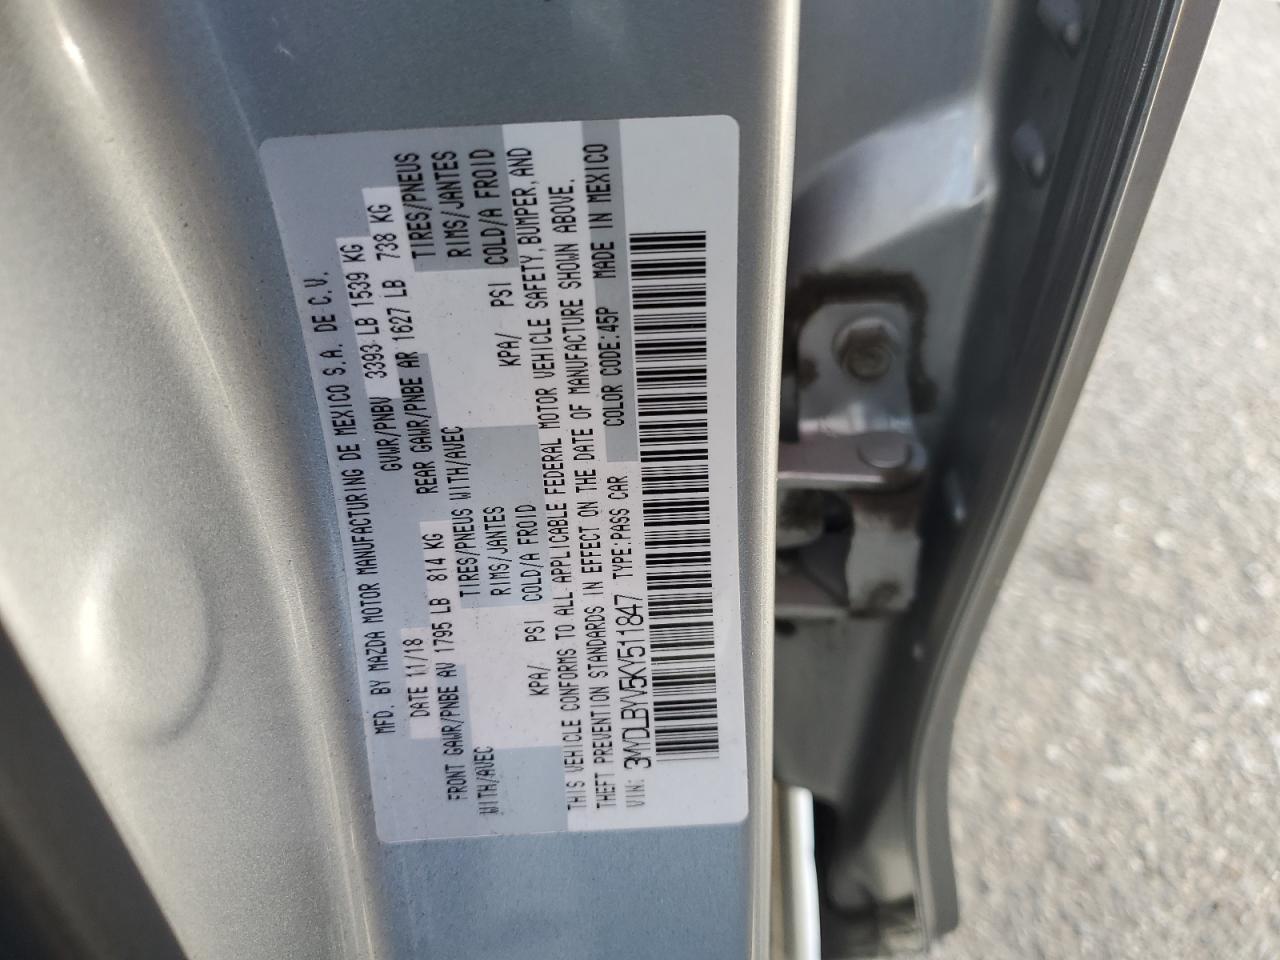 MFD. BY MAZDA MOTOR MANUFACTURING DE MEXICO S.A. DE C.V.
DATE 11/18 GVWR/PNBV 3393 LB 1539 KG
FRONT GAWR/PNBE AV 1795 LB 814 KG REAR GAWR/PNBE AR 1627 LB 738 KG
WITH/AVEC TIRES/PNEUS WITH/AVEC TIRES/PNEUS
RIMS/JANTES RIMS/JANTES
KPA/ PSI COLD/A FROID KPA/ PSI COLD/A FROID
THIS VEHICLE CONFORMS TO ALL APPLICABLE FEDERAL MOTOR VEHICLE SAFETY, BUMPER, AND
THEFT PREVENTION STANDARDS IN EFFECT ON THE DATE OF MANUFACTURE SHOWN ABOVE.
VIN: 3MYDLBYV5KY511847 TYPE:PASS CAR COLOR CODE:45P MADE IN MEXICO